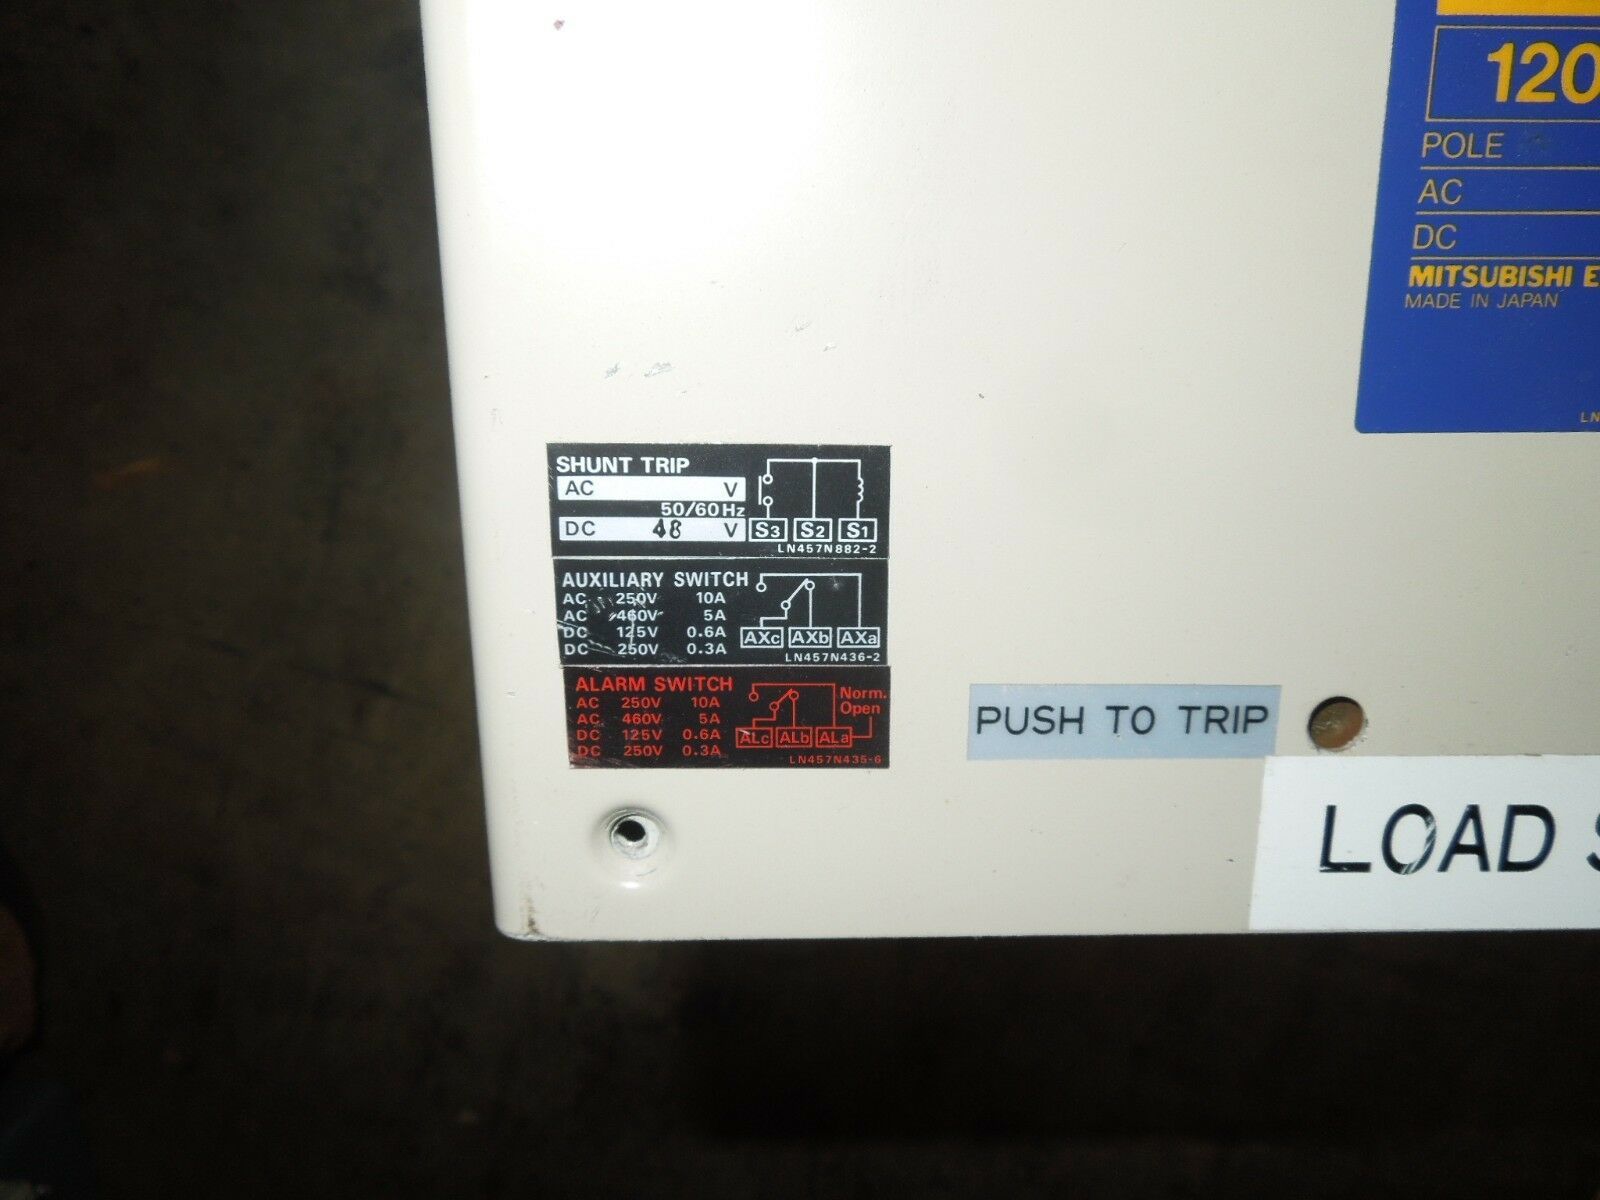 120
POLE
AC
DC
MITSUBISHI E
MADE IN JAPAN
LN
SHUNT TRIP
AC V
50/60Hz
DC 48 V
S3 S2 S1
LN457N882-2
AUXILIARY SWITCH
AC 250V 10A
AC 460V 5A
DC 125V 0.6A
DC 250V 0.3A
AXc AXb AXa
LN457N436-2
ALARM SWITCH
AC 250V 10A
AC 460V 5A
DC 125V 0.6A
DC 250V 0.3A
Norm.
Open
ALc ALb ALa
LN457N435-6
PUSH TO TRIP
LOAD S